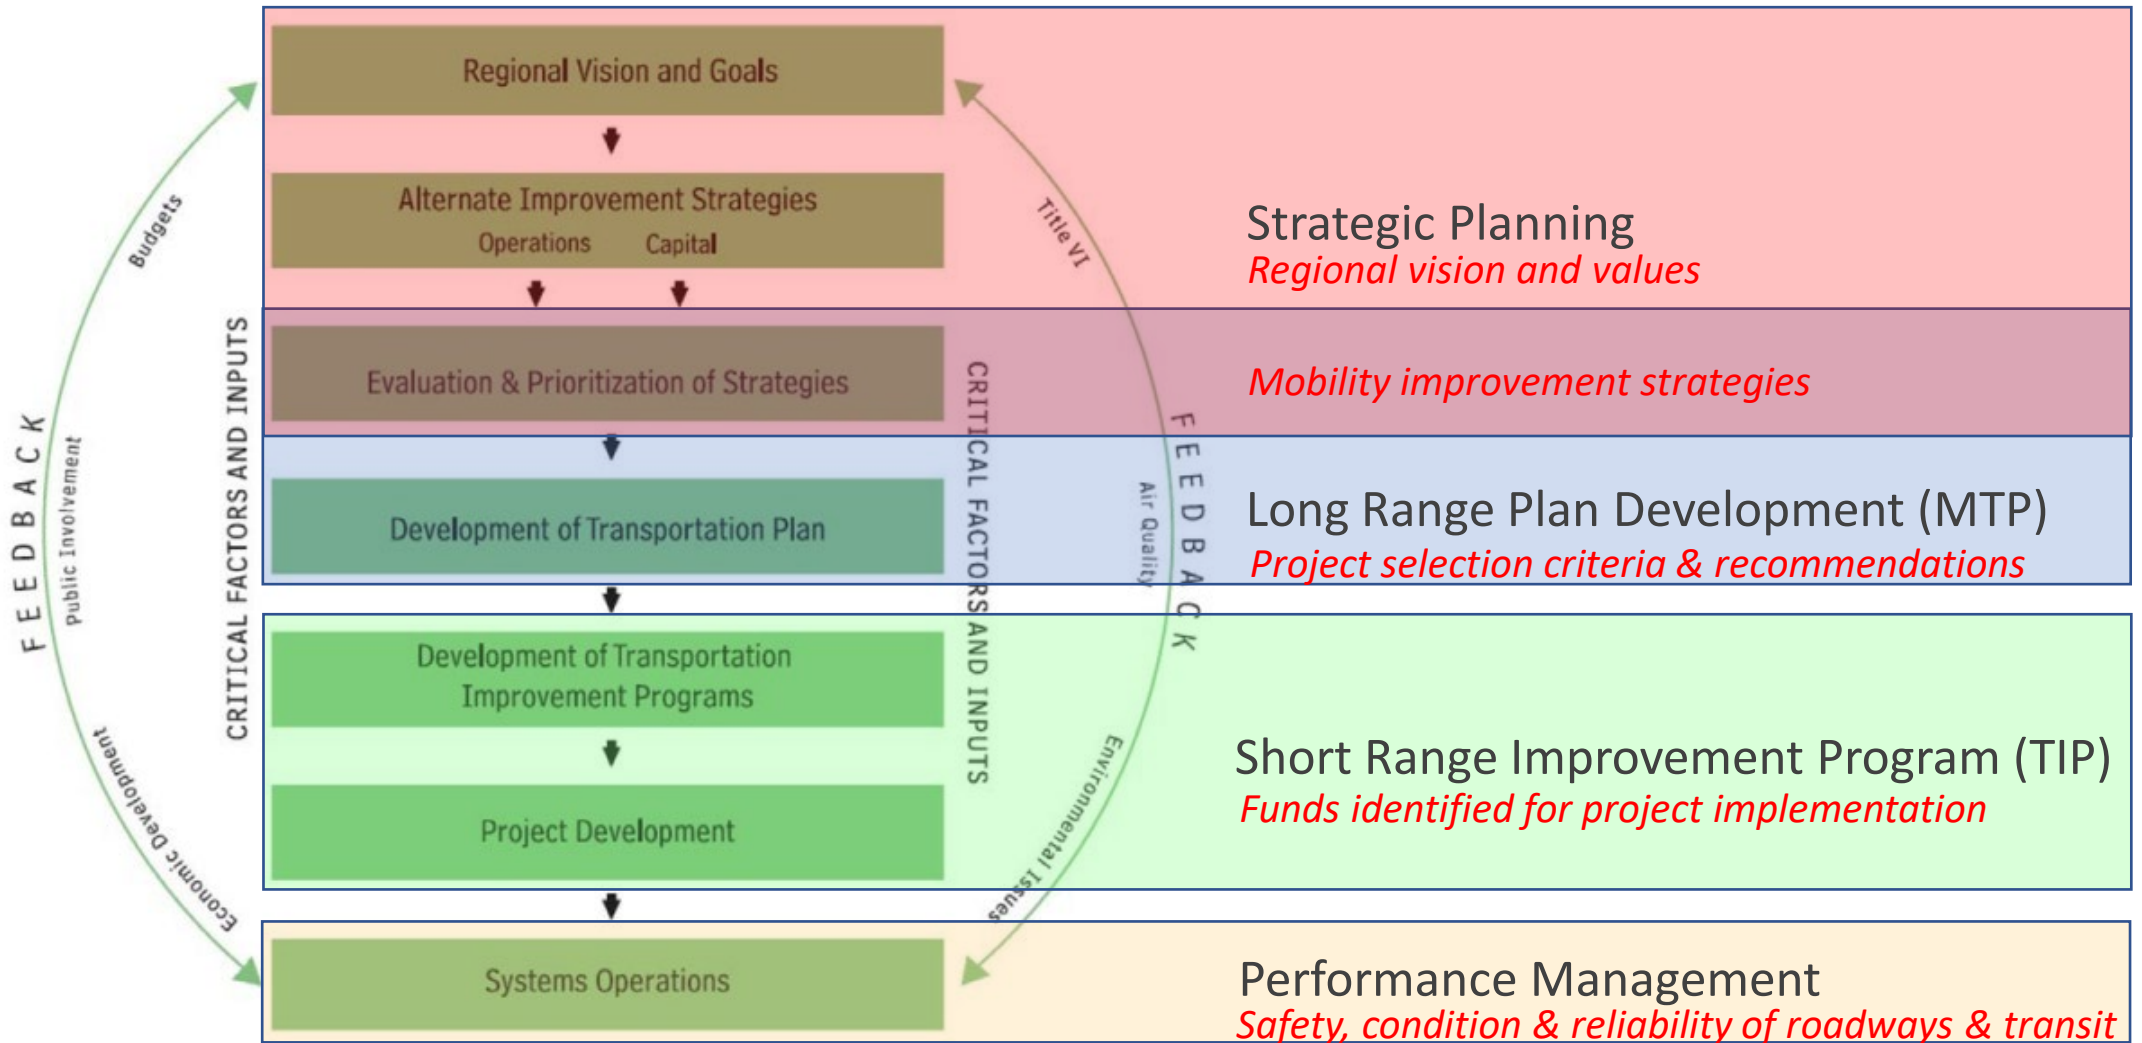 Regional Vision and Goals
Alternate Improvement Strategies
Operations Capital
Evaluation & Prioritization of Strategies
Development of Transportation Plan
Development of Transportation
Improvement Programs
Project Development
Systems Operations
FEEDBACK
Budgets
Public Involvement
Economic Development
CRITICAL FACTORS AND INPUTS
CRITICAL FACTORS AND INPUTS
Title VI
Air Quality
Environmental Issues
FEEDBACK
Strategic Planning
Regional vision and values
Mobility improvement strategies
Long Range Plan Development (MTP)
Project selection criteria & recommendations
Short Range Improvement Program (TIP)
Funds identified for project implementation
Performance Management
Safety, condition & reliability of roadways & transit